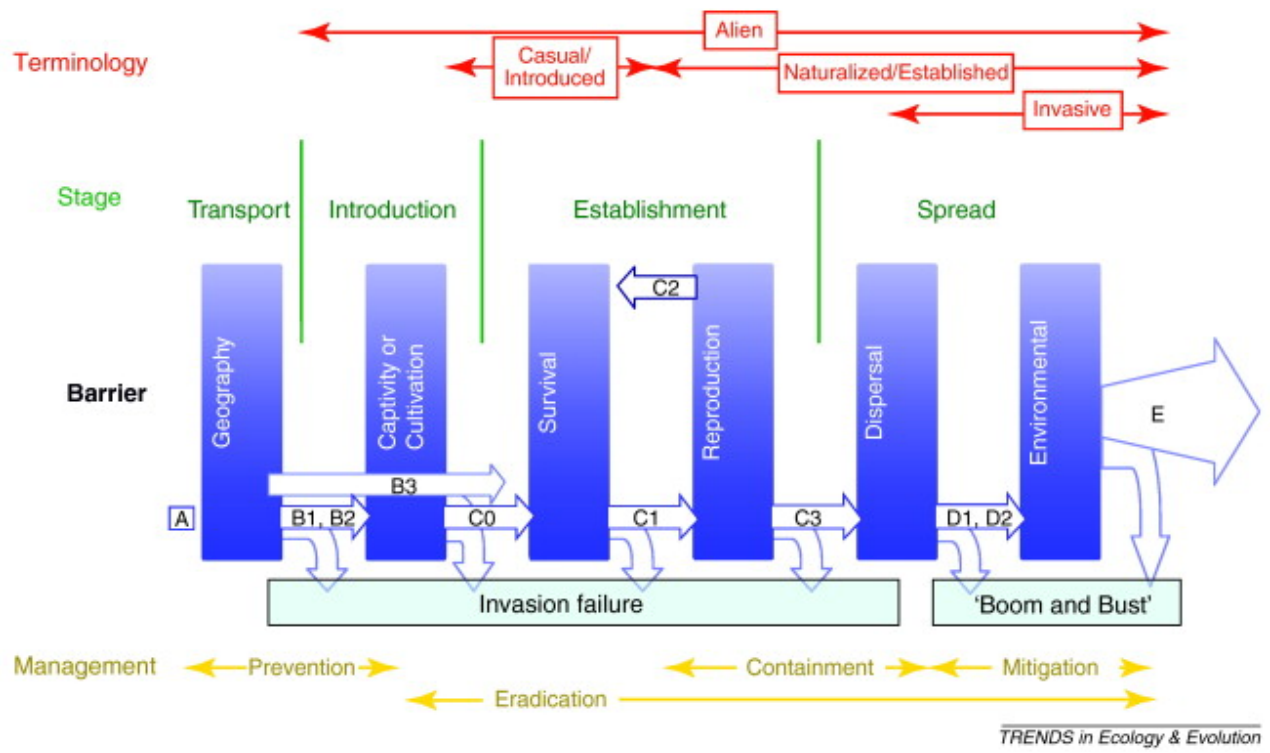 Alien
Terminology
Casual/
Introduced
Naturalized/Established
Invasive
Stage
Transport
Introduction
Establishment
Spread
Barrier
Geography
Captivity or
Cultivation
Survival
Reproduction
Dispersal
Environmental
C2
E
B3
A
B1, B2
C0
C1
C3
D1, D2
Invasion failure
‘Boom and Bust’
Management
Prevention
Containment
Mitigation
Eradication
TRENDS in Ecology & Evolution